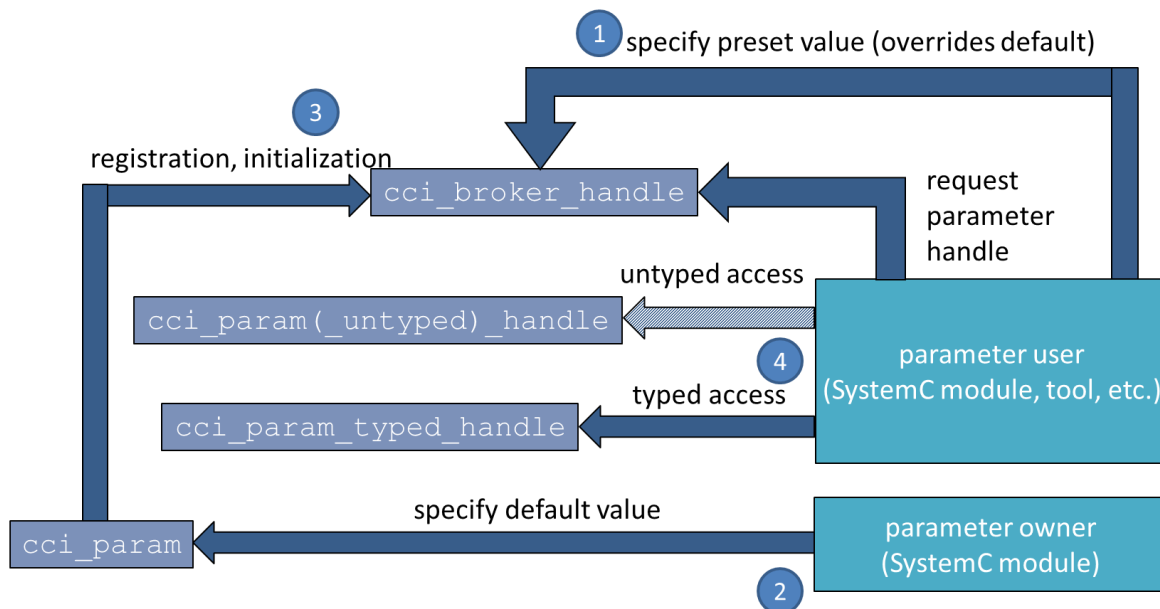 1
specify preset value (overrides default)
3
registration, initialization
cci_broker_handle
request
parameter
handle
untyped access
cci_param(_untyped)_handle
4
parameter user
(SystemC module, tool, etc.)
typed access
cci_param_typed_handle
specify default value
cci_param
parameter owner
(SystemC module)
2